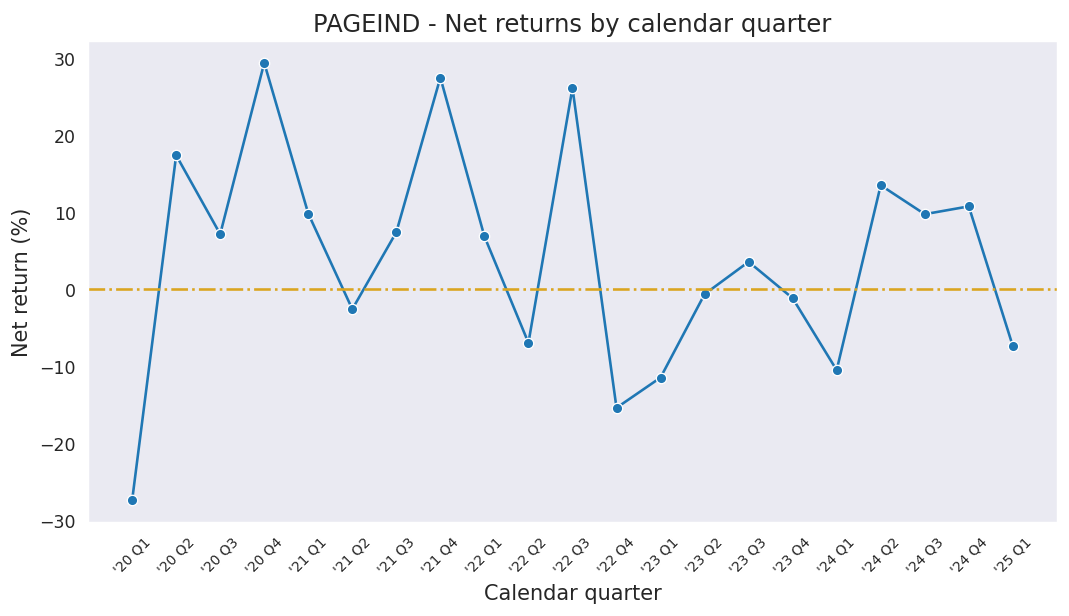 PAGEIND - Net returns by calendar quarter
Net return (%)
30
20
10
0
−10
−20
−30
'20 Q1
'20 Q2
'20 Q3
'20 Q4
'21 Q1
'21 Q2
'21 Q3
'21 Q4
'22 Q1
'22 Q2
'22 Q3
'22 Q4
'23 Q1
'23 Q2
'23 Q3
'23 Q4
'24 Q1
'24 Q2
'24 Q3
'24 Q4
'25 Q1
Calendar quarter